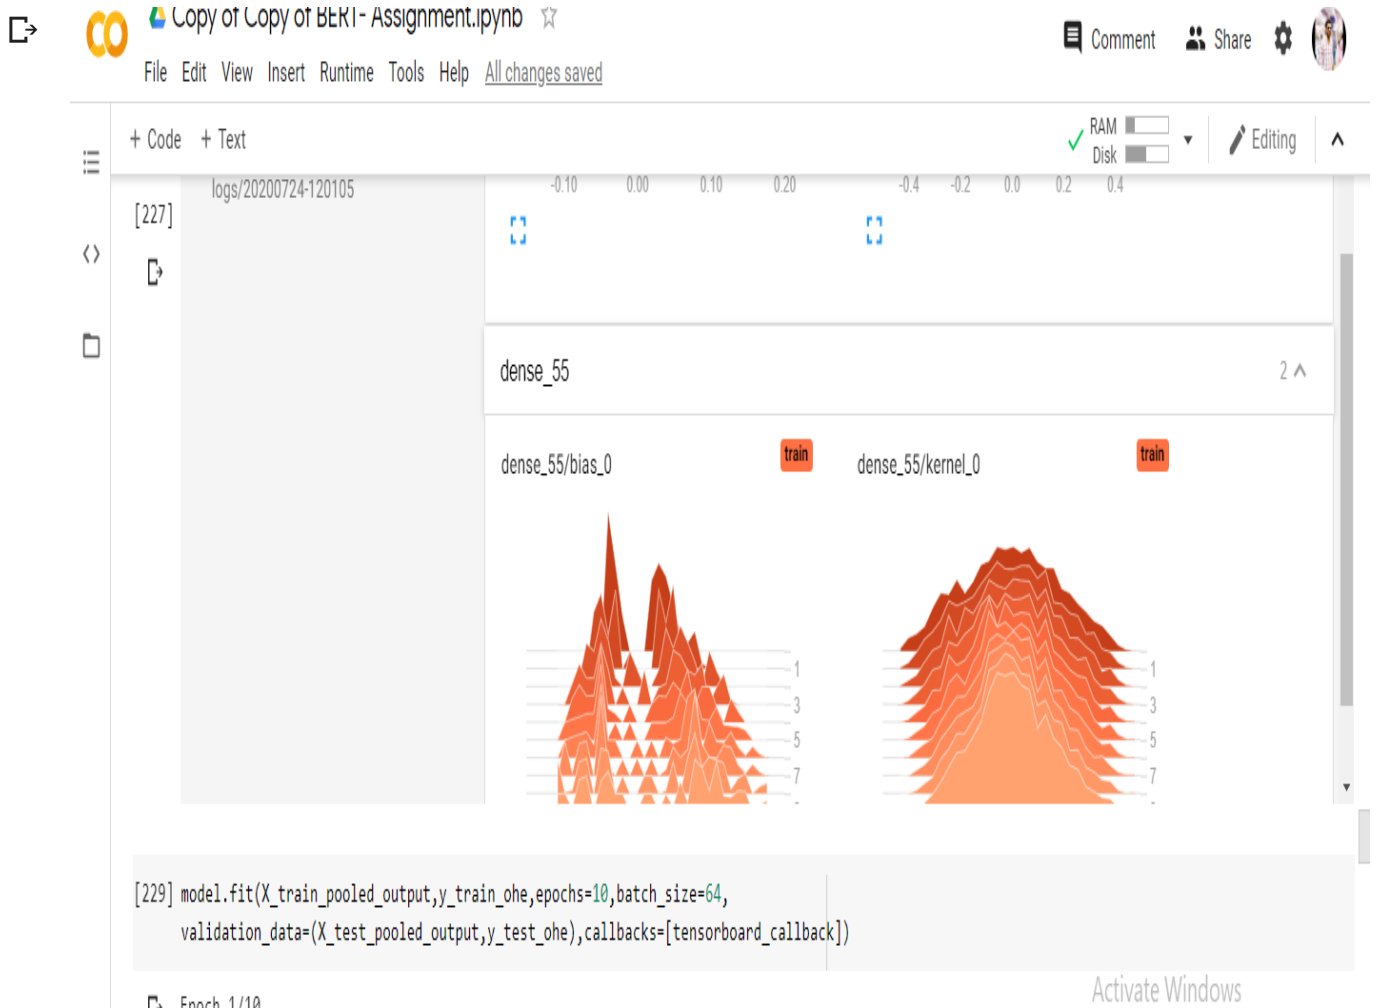 Copy of Copy of BERT- Assignment.ipynb
Comment Share
File Edit View Insert Runtime Tools Help All changes saved
+ Code + Text
RAM
Disk
Editing
logs/20200724-120105
-0.10 0.00 0.10 0.20
-0.4 -0.2 0.0 0.2 0.4
[227]
dense_55
2
dense_55/bias_0
train
dense_55/kernel_0
train
1
3
5
7
1
3
5
7
[229] model.fit(X_train_pooled_output,y_train_ohe,epochs=10,batch_size=64,
validation_data=(X_test_pooled_output,y_test_ohe),callbacks=[tensorboard_callback])
Activate Windows
Epoch 1/10